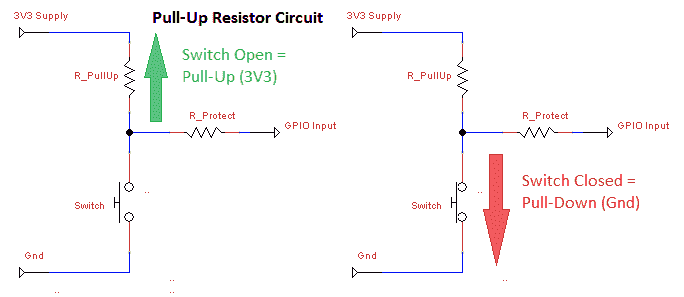 Pull-Up Resistor Circuit
3V3 Supply
Switch Open =
Pull-Up (3V3)
R_PullUp
R_Protect
GPIO Input
Switch
Gnd
3V3 Supply
R_PullUp
R_Protect
GPIO Input
Switch Closed =
Pull-Down (Gnd)
Switch
Gnd